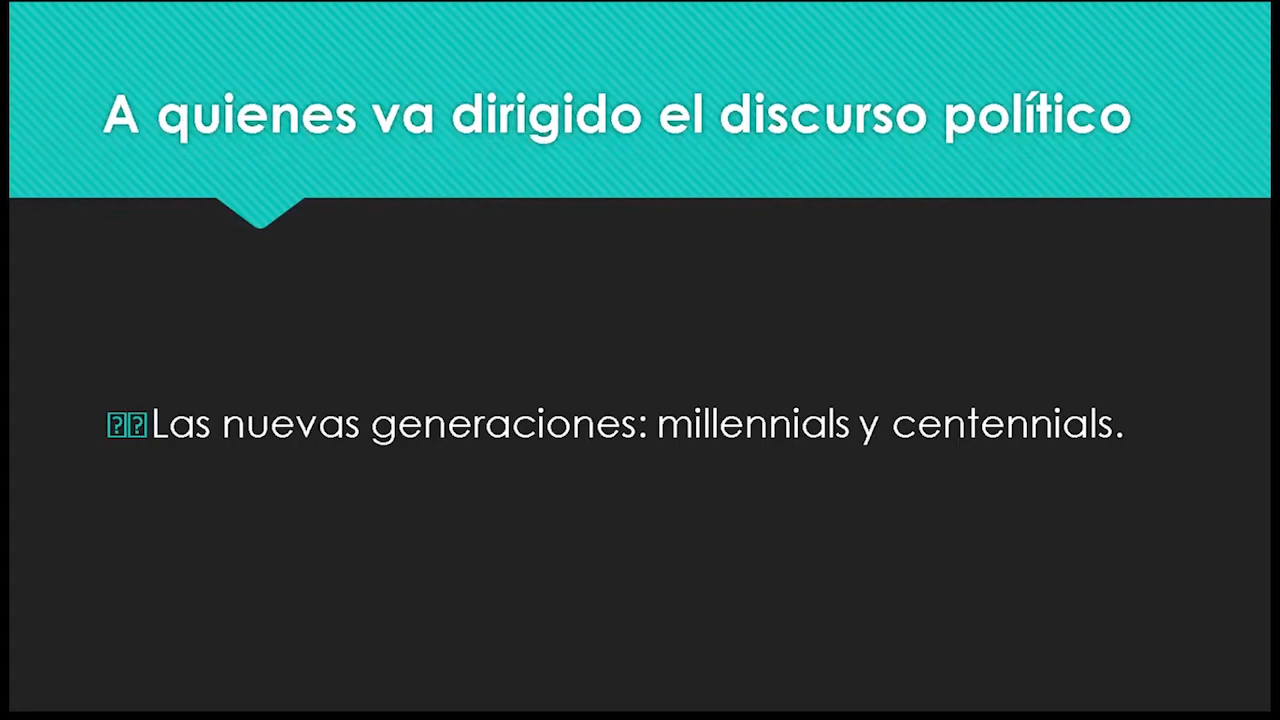 A quienes va dirigido el discurso político
Las nuevas generaciones: millennials y centennials.